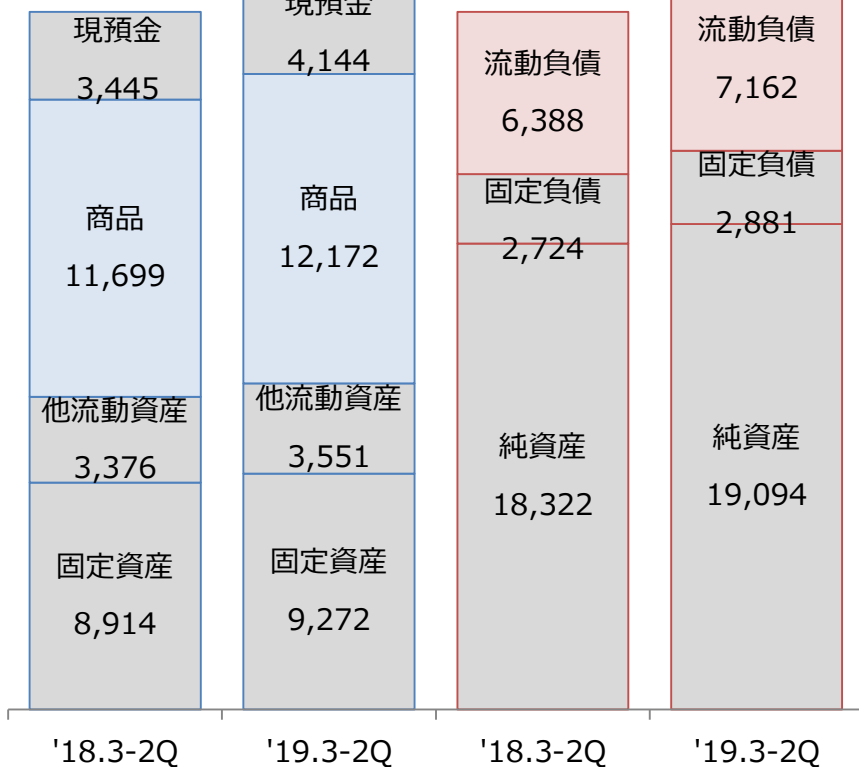 現預金
3,445
商品
11,699
他流動資産
3,376
固定資産
8,914
現預金
4,144
商品
12,172
他流動資産
3,551
固定資産
9,272
流動負債
6,388
固定負債
2,724
純資産
18,322
流動負債
7,162
固定負債
2,881
純資産
19,094
'18.3-2Q
'19.3-2Q
'18.3-2Q
'19.3-2Q